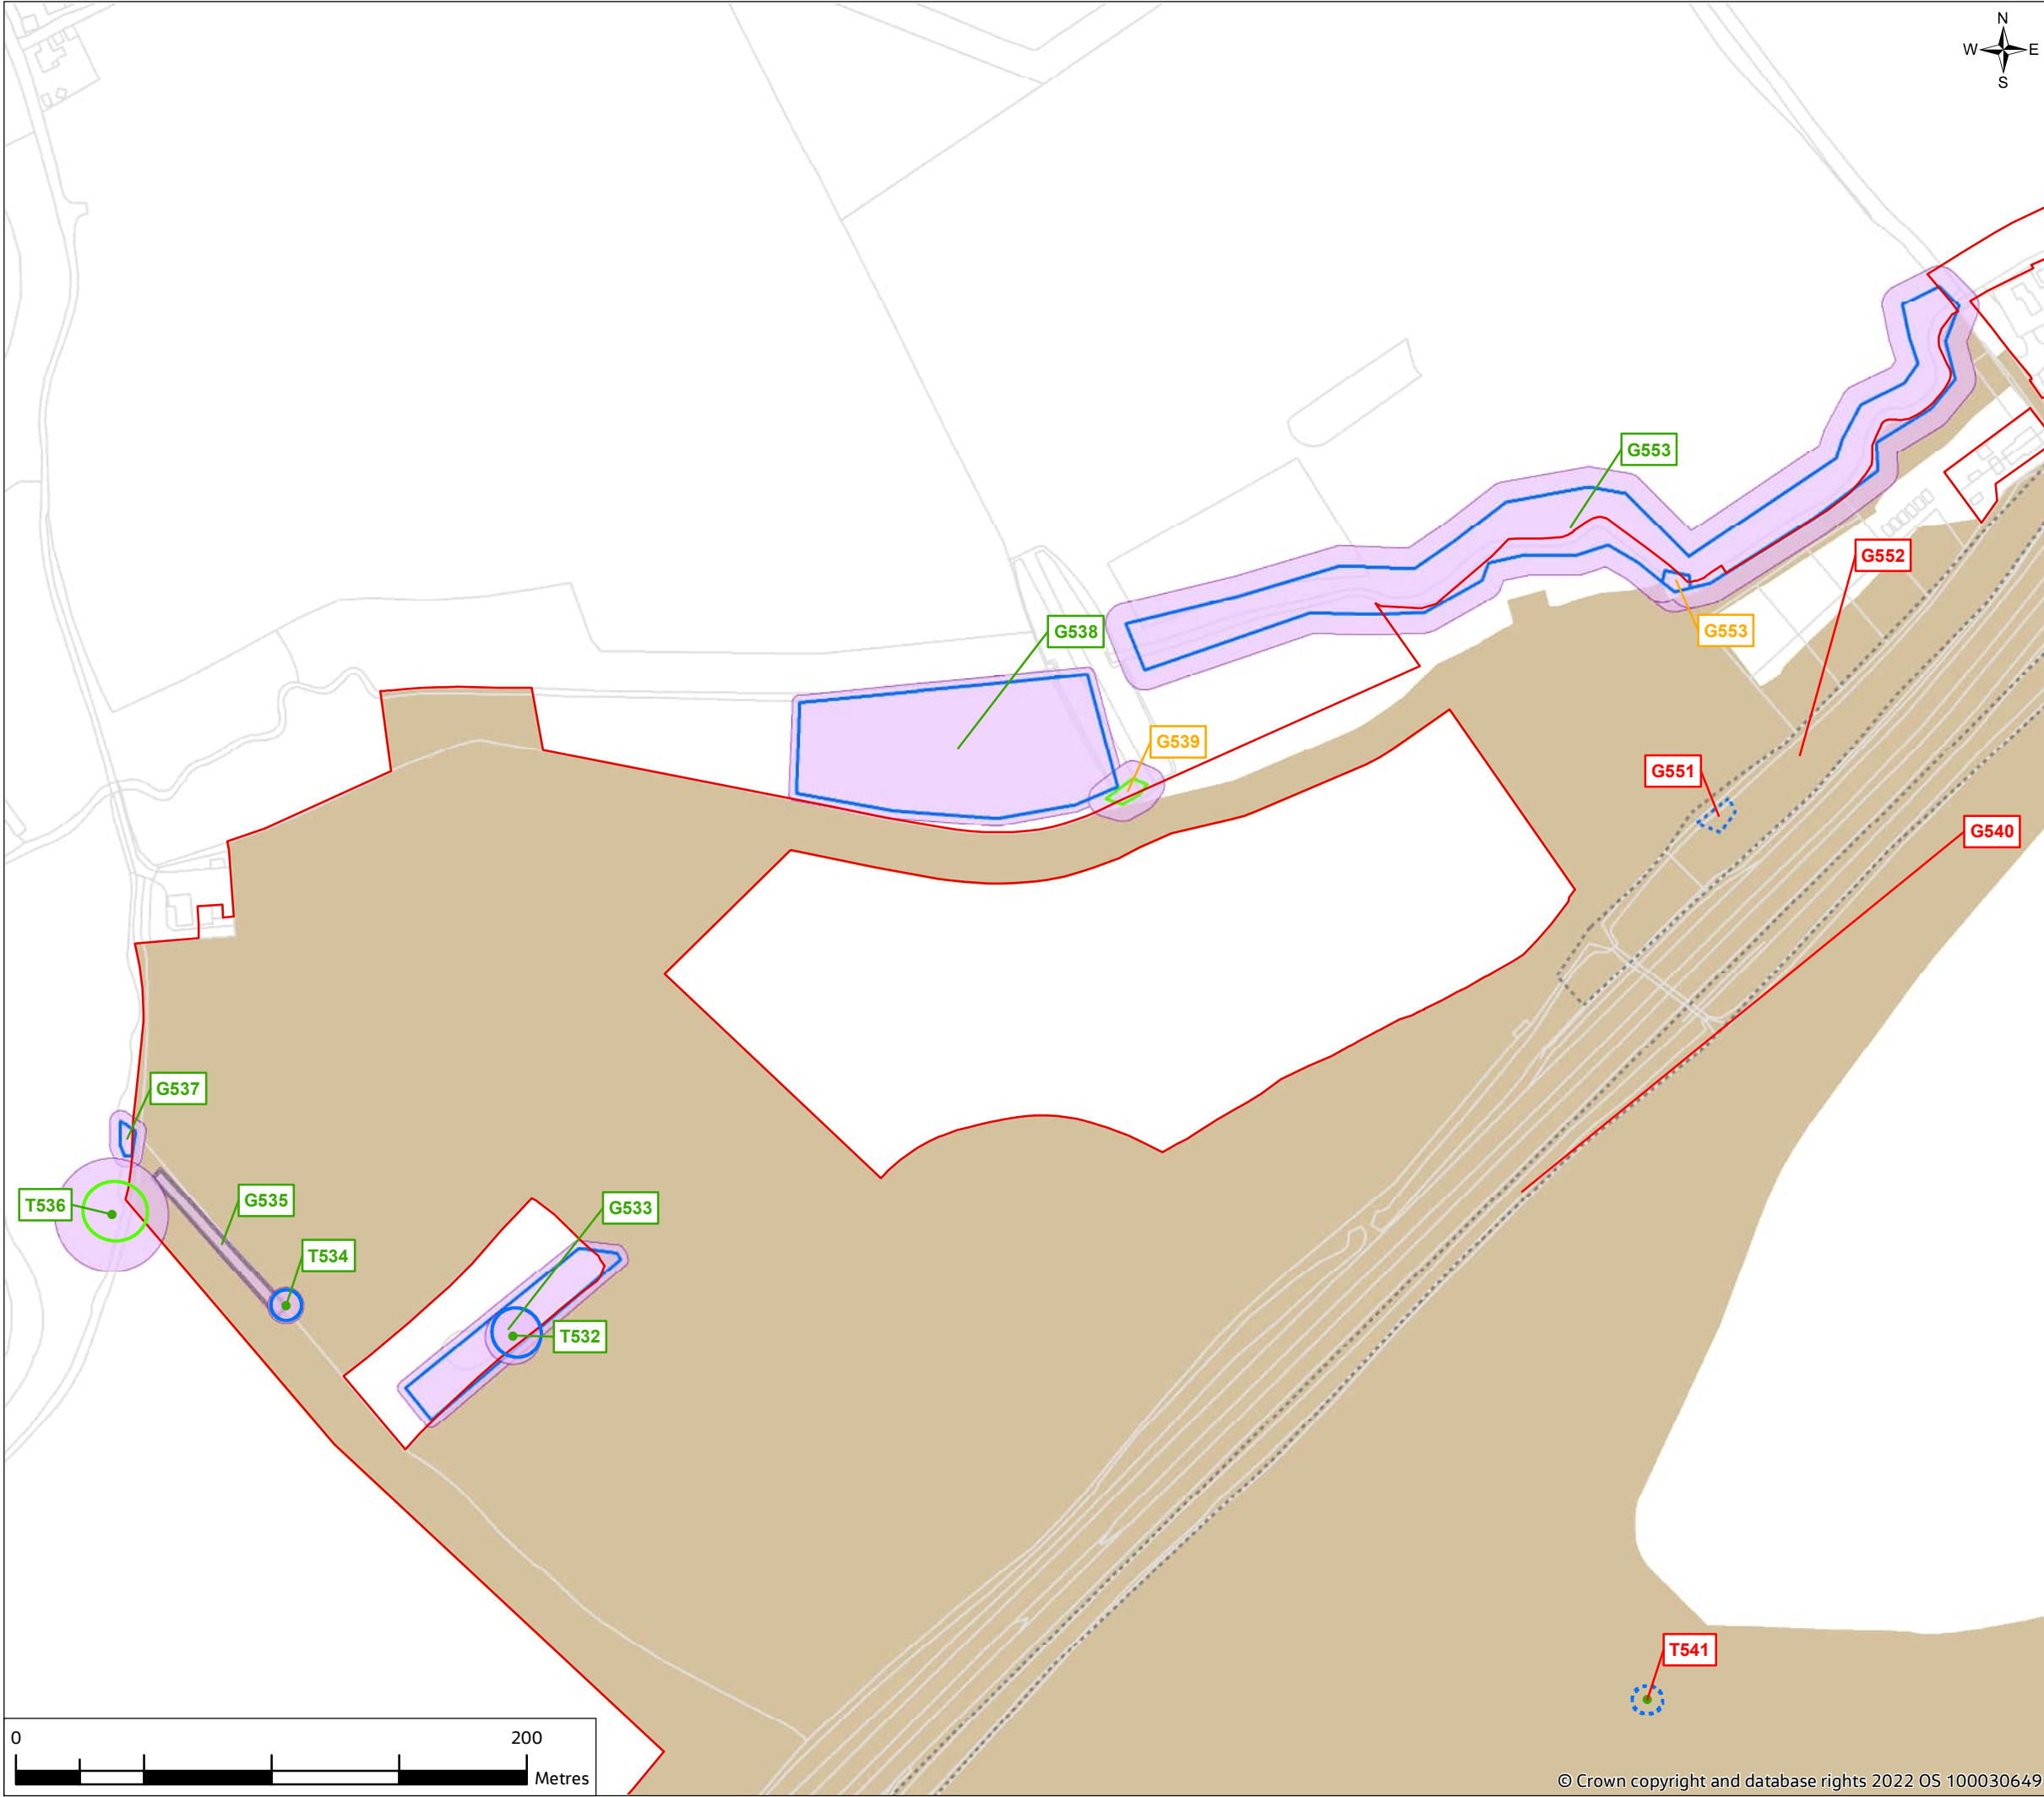 N
W E
S
G553
G552
G538
G553
G539
G551
G540
G537
T536
G535
G533
T534
T532
T541
0 200
Metres
© Crown copyright and database rights 2022 OS 100030649